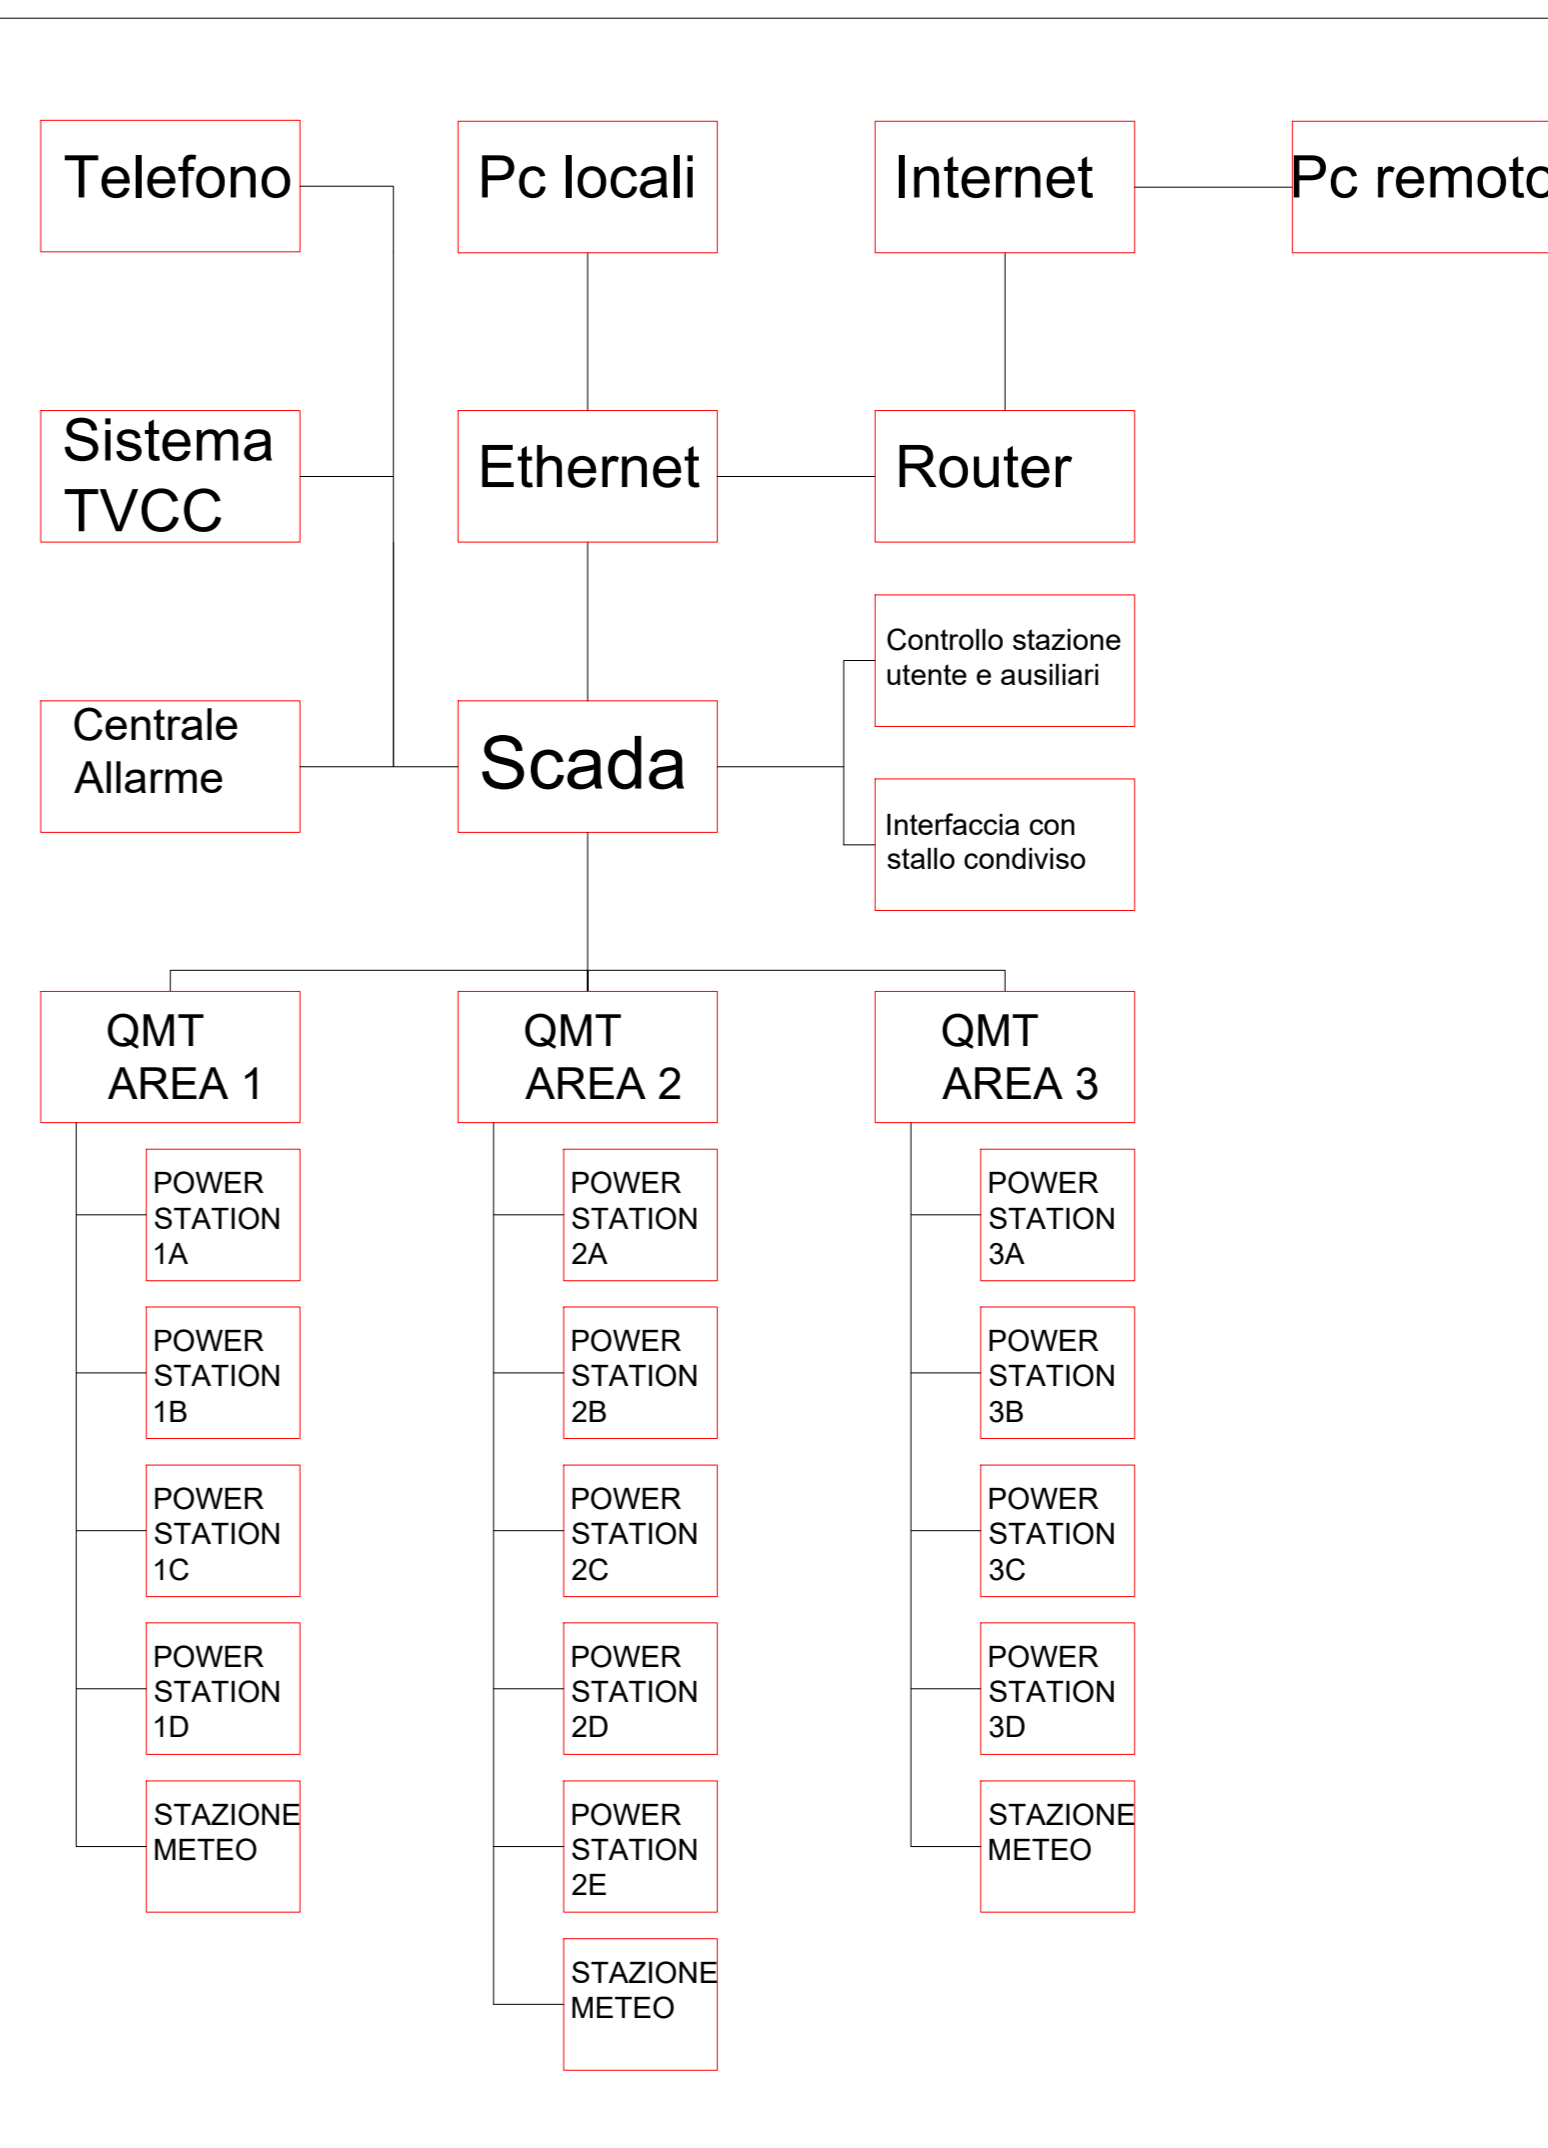 Telefono
Pc locali
Internet
Pc remoto
Sistema
TVCC
Ethernet
Router
Controllo stazione
utente e ausiliari
Centrale
Allarme
Scada
Interfaccia con
stallo condiviso
QMT
AREA 1
QMT
AREA 2
QMT
AREA 3
POWER
STATION
1A
POWER
STATION
2A
POWER
STATION
3A
POWER
STATION
1B
POWER
STATION
2B
POWER
STATION
3B
POWER
STATION
1C
POWER
STATION
2C
POWER
STATION
3C
POWER
STATION
1D
POWER
STATION
2D
POWER
STATION
3D
STAZIONE
METEO
POWER
STATION
2E
STAZIONE
METEO
STAZIONE
METEO